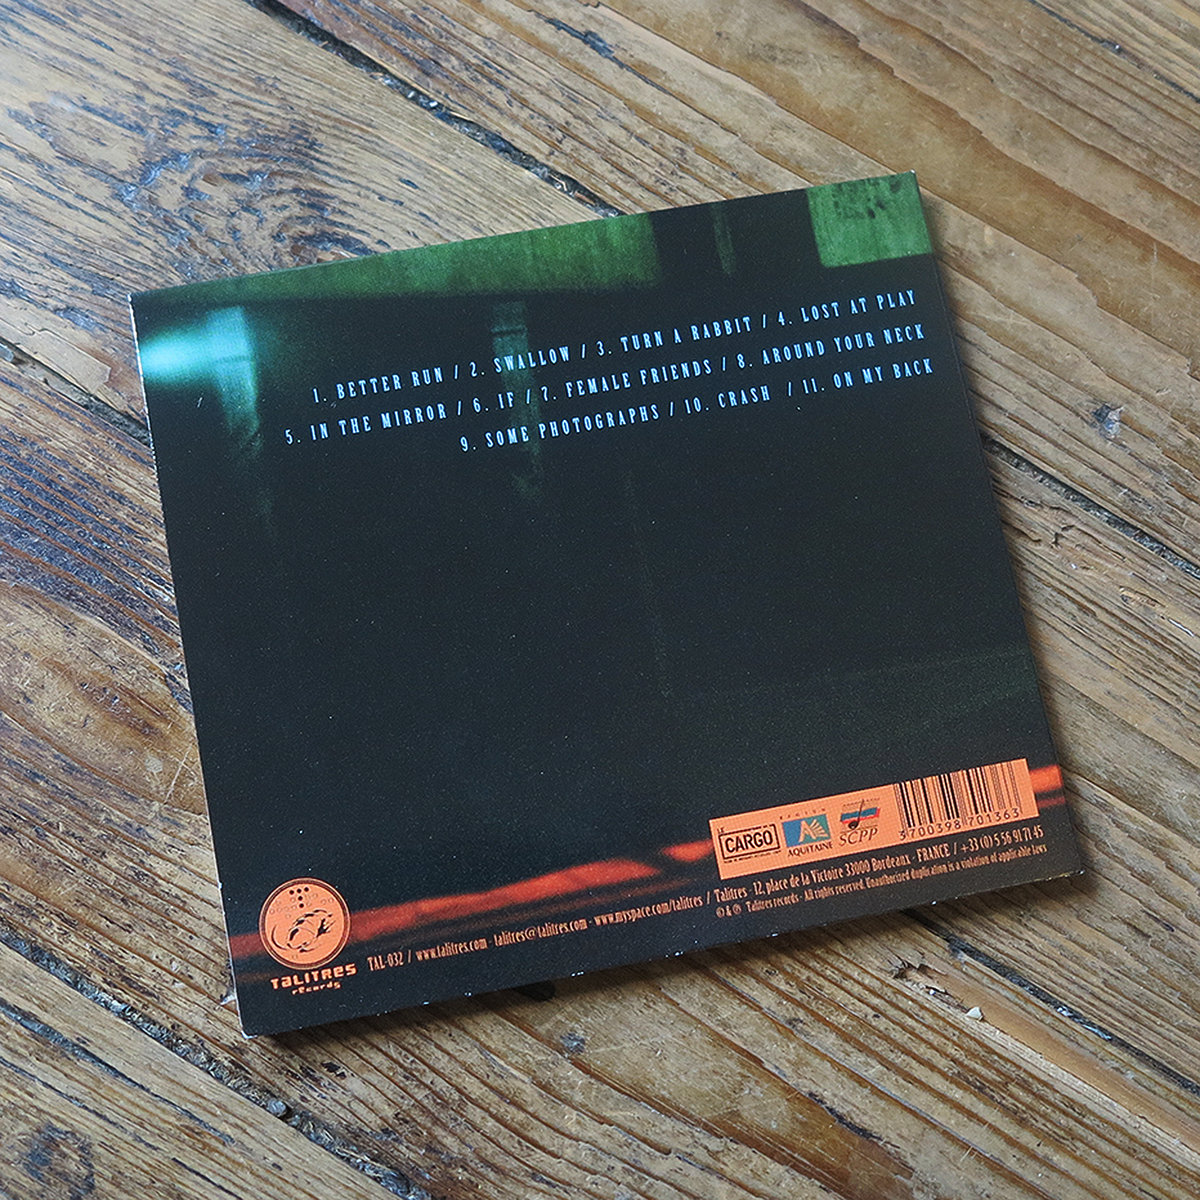 1. BETTER RUN / 2. SWALLOW / 3. TURN A RABBIT / 4. LOST AT PLAY
5. IN THE MIRROR / 6. IF / 7. FEMALE FRIENDS / 8. AROUND YOUR NECK
9. SOME PHOTOGRAPHS / 10. CRASH / 11. ON MY BACK
LE
CARGO
REGION
AQUITAINE
SCPP
3700398 701363
TALITRES
records
TAL-032 / www.talitres.com - talitres@talitres.com - www.myspace.com/talitres / Talitres - 12, place de la Victoire 33000 Bordeaux - FRANCE / +33 (0) 5 56 91 71 45
© & ℗ Talitres records - All rights reserved. Unauthorized duplication is a violation of applicable laws